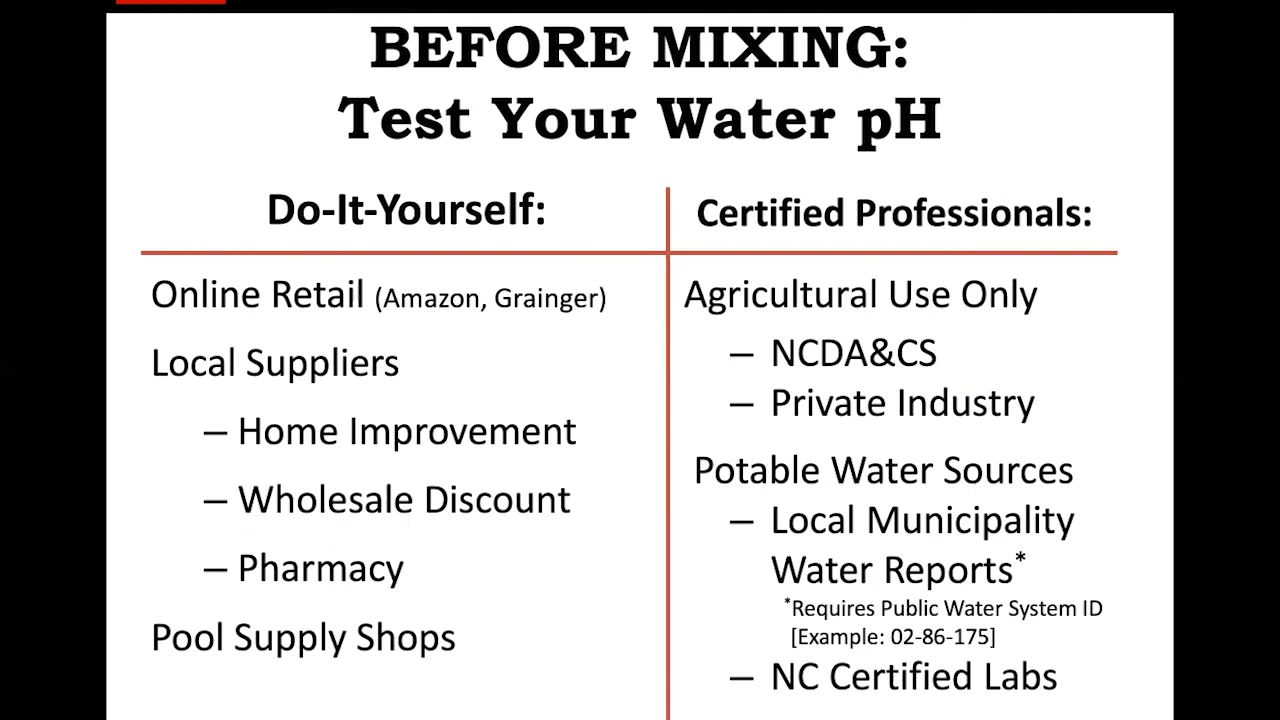 BEFORE MIXING:
Test Your Water pH
Do-It-Yourself:
Online Retail (Amazon, Grainger)
Local Suppliers
– Home Improvement
– Wholesale Discount
– Pharmacy
Pool Supply Shops
Certified Professionals:
Agricultural Use Only
– NCDA&CS
– Private Industry
Potable Water Sources
– Local Municipality
Water Reports*
*Requires Public Water System ID
[Example: 02-86-175]
– NC Certified Labs